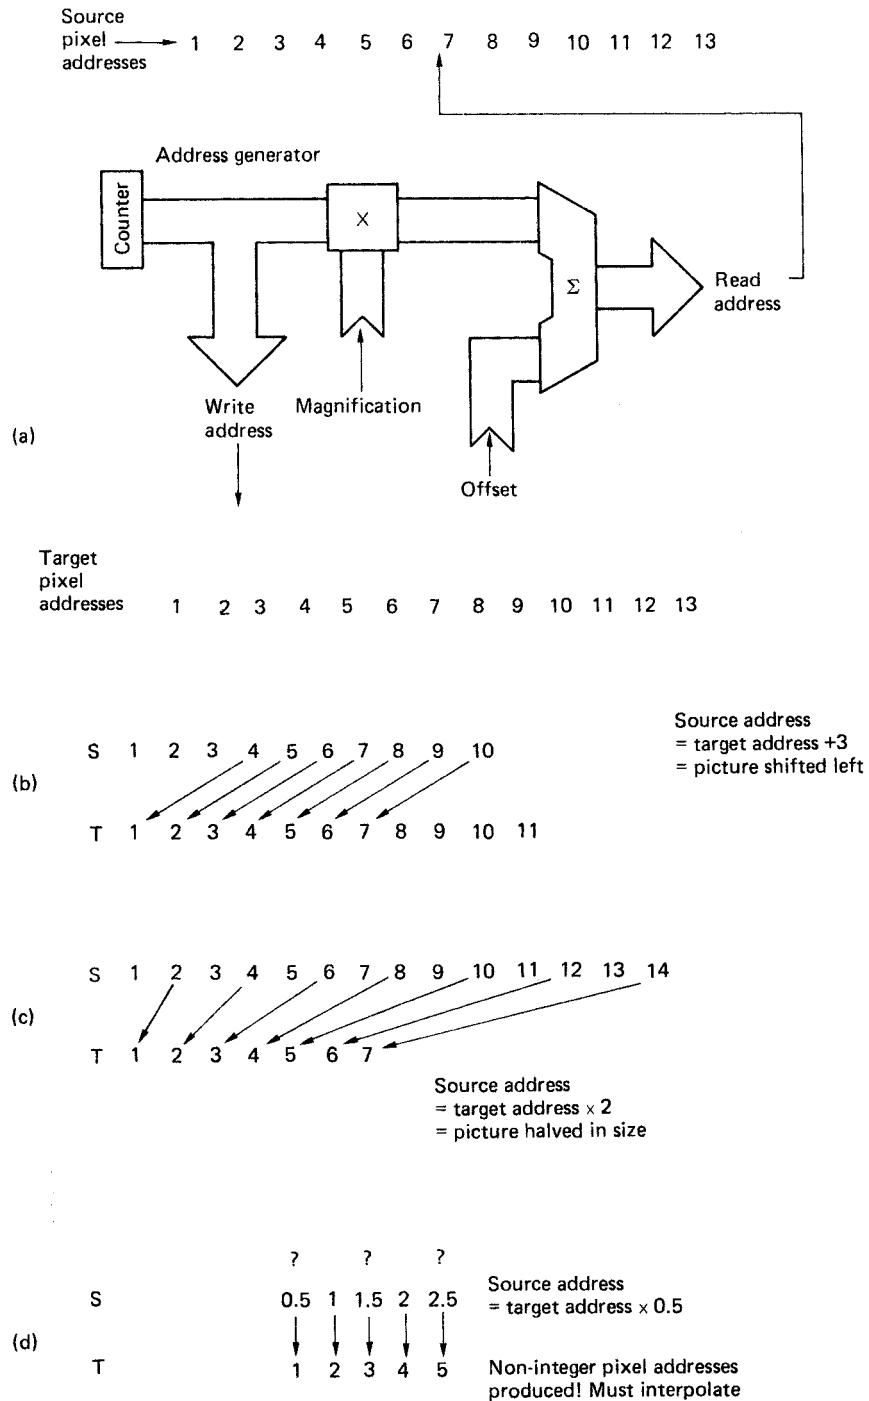 Source
pixel
addresses
1 2 3 4 5 6 7 8 9 10 11 12 13
Address generator
Counter
X
Σ
Read
address
Write
address
Magnification
(a)
Offset
Target
pixel
addresses
1 2 3 4 5 6 7 8 9 10 11 12 13
Source address
= target address +3
= picture shifted left
S 1 2 3 4 5 6 7 8 9 10
(b)
T 1 2 3 4 5 6 7 8 9 10 11
S 1 2 3 4 5 6 7 8 9 10 11 12 13 14
(c)
T 1 2 3 4 5 6 7
Source address
= target address × 2
= picture halved in size
? ? ?
S 0.5 1 1.5 2 2.5
Source address
= target address × 0.5
(d)
T 1 2 3 4 5
Non-integer pixel addresses
produced! Must interpolate